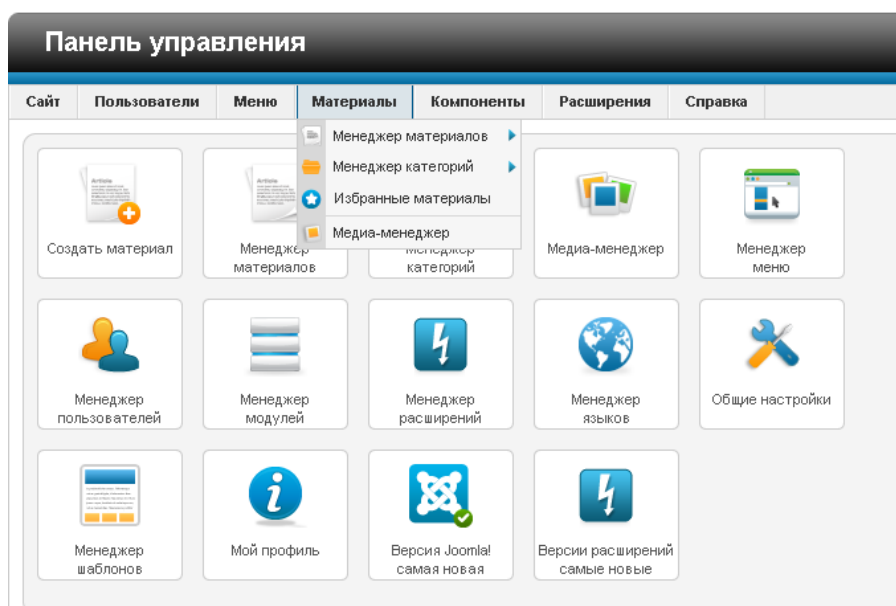 Панель управления
Сайт Пользователи Меню Материалы Компоненты Расширения Справка
Менеджер материалов
Менеджер категорий
Избранные материалы
Медиа-менеджер
Создать материал
Менеджер
материалов
Менеджер
категорий
Медиа-менеджер
Менеджер
меню
Менеджер
пользователей
Менеджер
модулей
Менеджер
расширений
Менеджер
языков
Общие настройки
Менеджер
шаблонов
Мой профиль
Версия Joomla!
самая новая
Версии расширений
самые новые